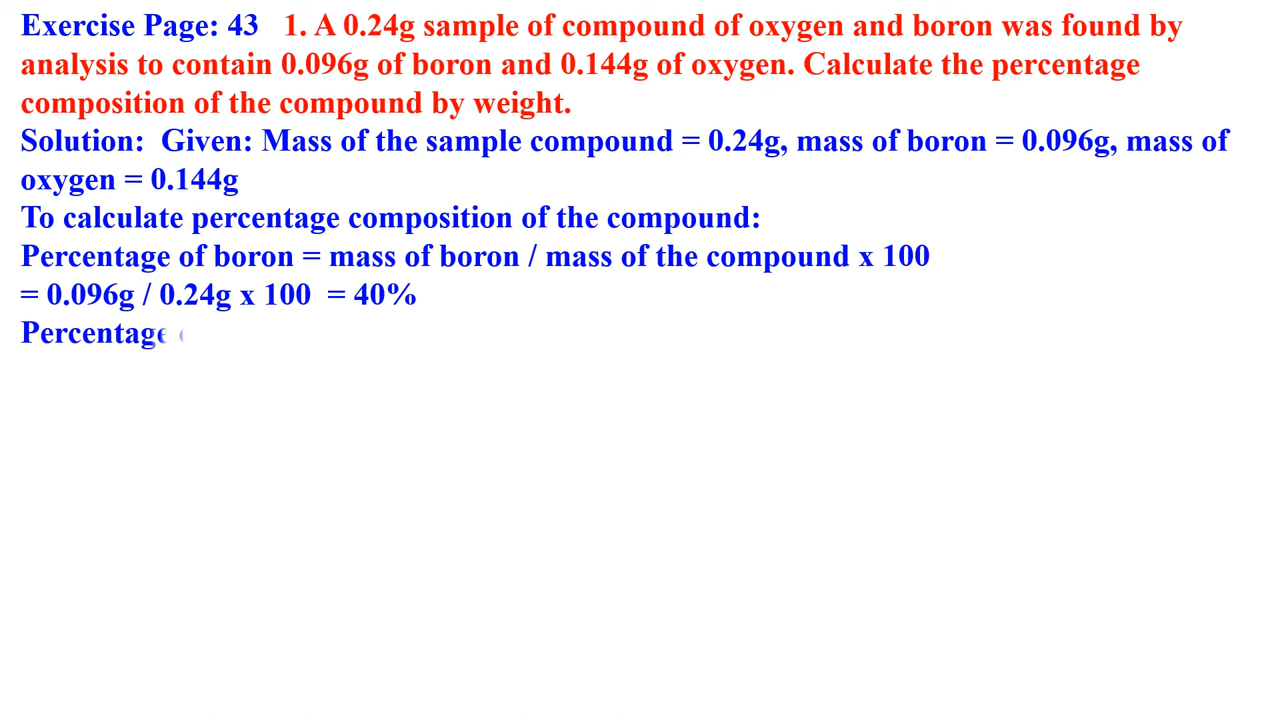 Exercise Page: 43   1. A 0.24g sample of compound of oxygen and boron was found by
analysis to contain 0.096g of boron and 0.144g of oxygen. Calculate the percentage
composition of the compound by weight.
Solution:  Given: Mass of the sample compound = 0.24g, mass of boron = 0.096g, mass of
oxygen = 0.144g
To calculate percentage composition of the compound:
Percentage of boron = mass of boron / mass of the compound x 100
= 0.096g / 0.24g x 100  = 40%
Percentage